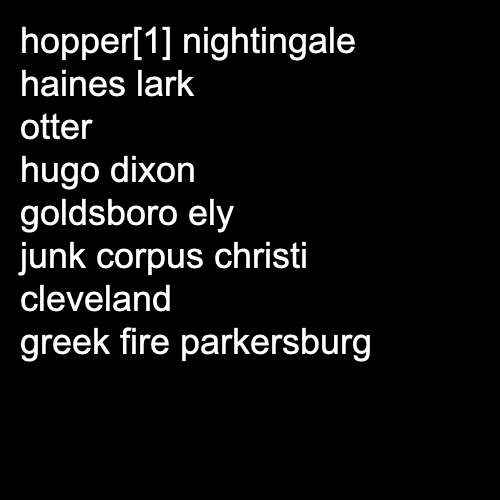 hopper[1] nightingale
haines lark
otter
hugo dixon
goldsboro ely
junk corpus christi
cleveland
greek fire parkersburg